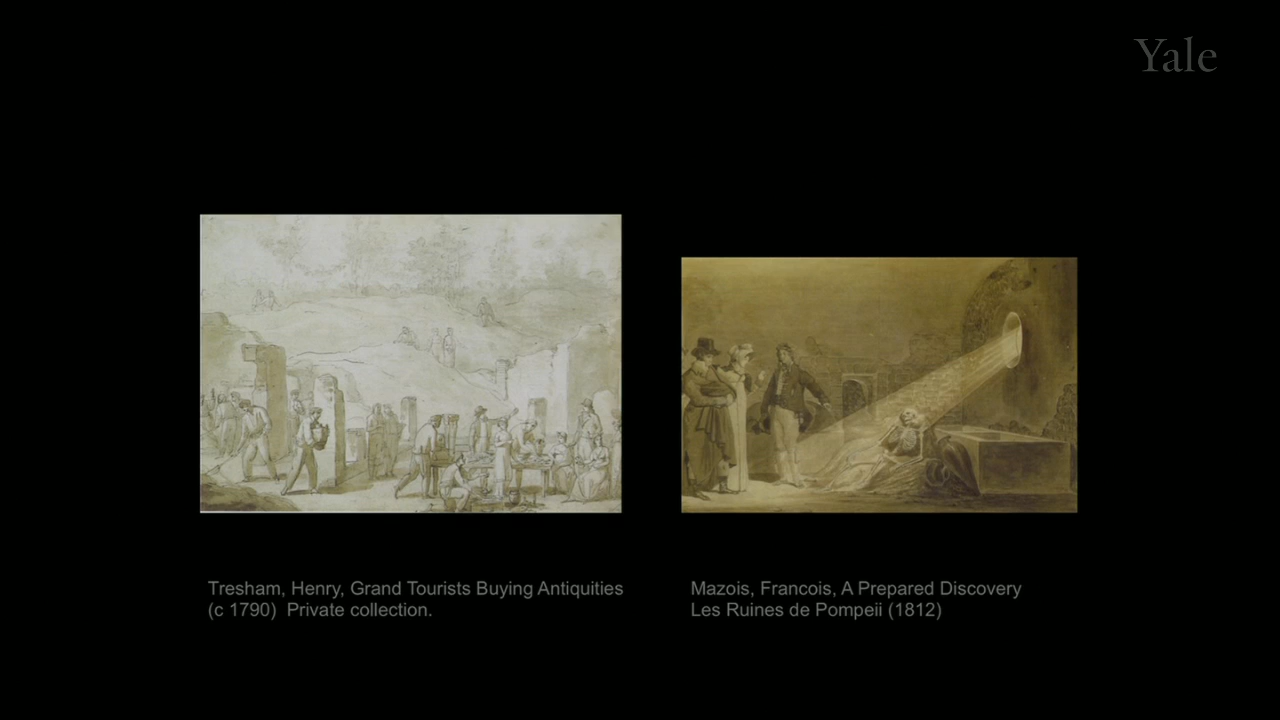 Yale
Tresham, Henry, Grand Tourists Buying Antiquities
(c 1790)  Private collection.
Mazois, Francois, A Prepared Discovery
Les Ruines de Pompeii (1812)